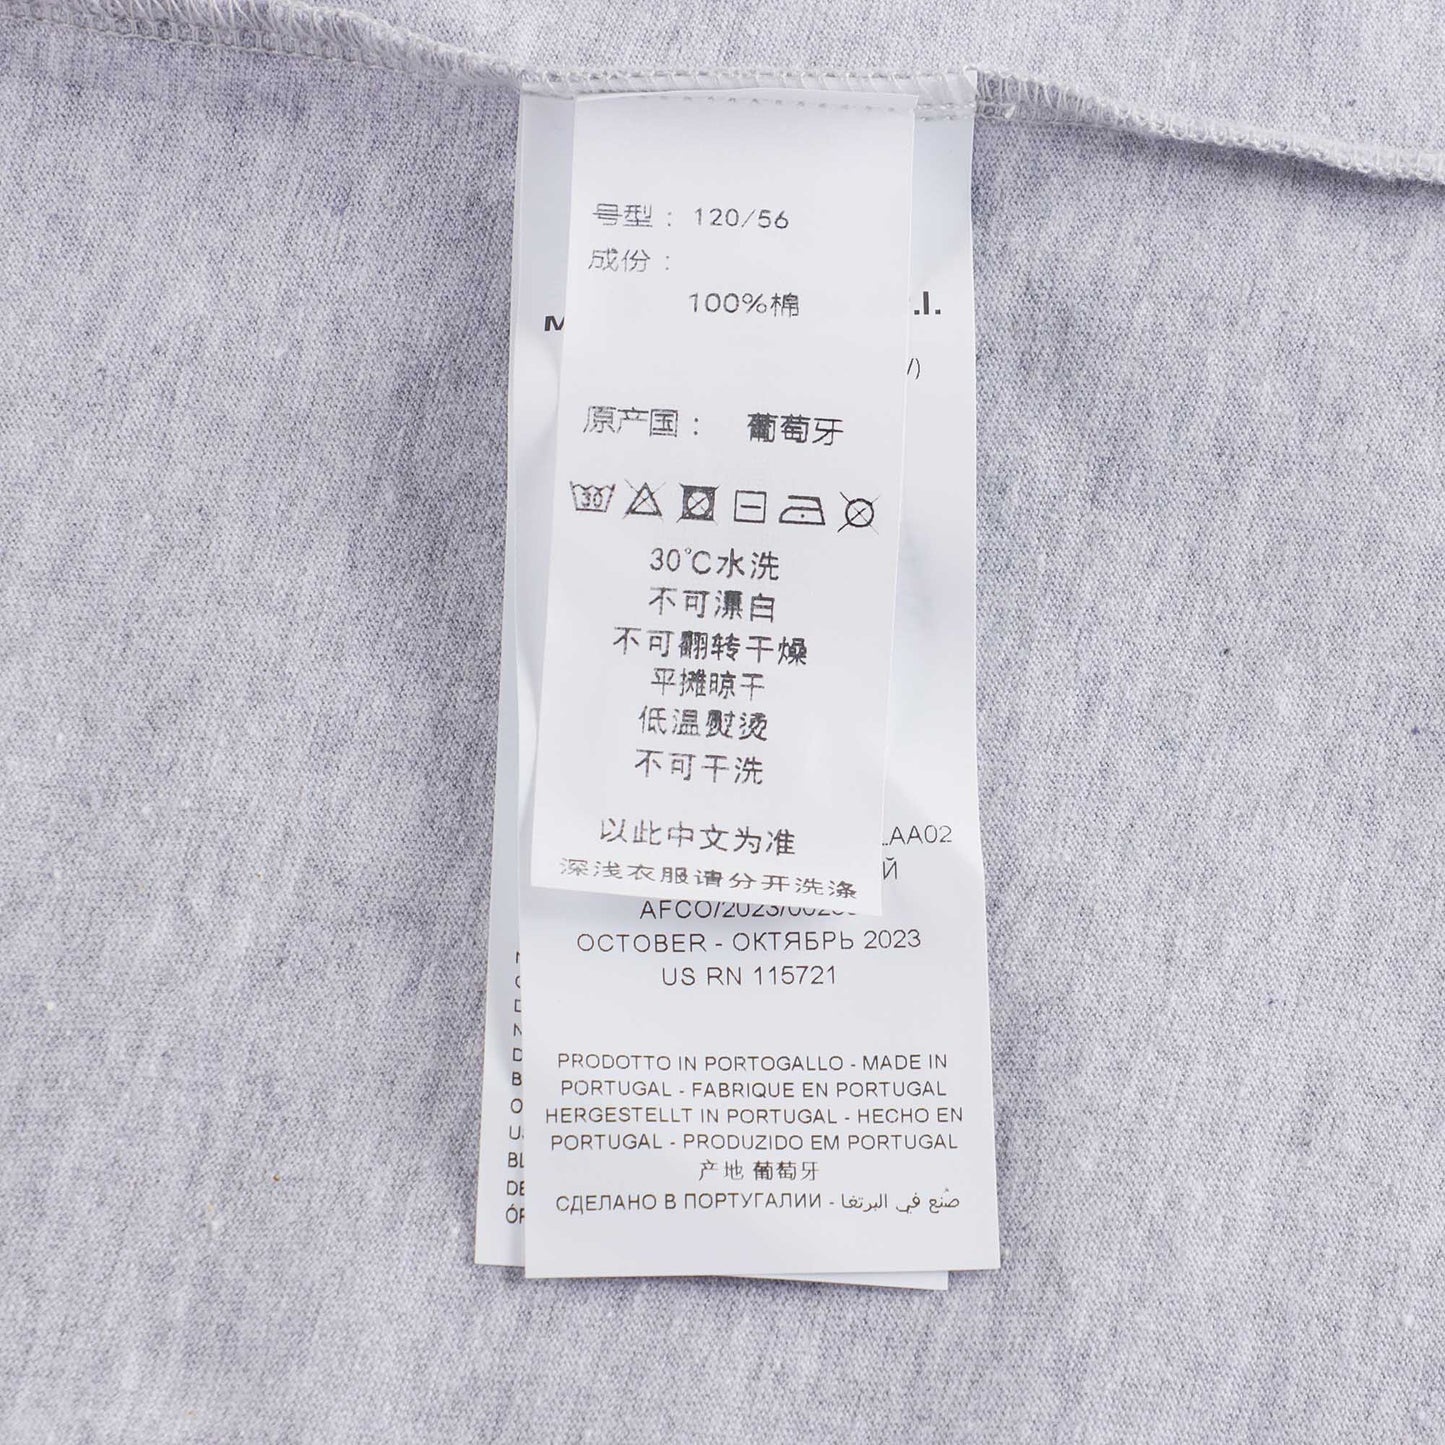 号型： 120/56
成份：
100%棉
原产国： 葡萄牙
30
30℃水洗
不可漂白
不可翻转干燥
平摊晾干
低温熨烫
不可干洗
以此中文为准
深浅衣服请分开洗涤
AA02
OCTOBER - ОКТЯБРЬ 2023
US RN 115721
PRODOTTO IN PORTOGALLO - MADE IN
PORTUGAL - FABRIQUE EN PORTUGAL
HERGESTELLT IN PORTUGAL - HECHO EN
PORTUGAL - PRODUZIDO EM PORTUGAL
产地 葡萄牙
СДЕЛАНО В ПОРТУГАЛИИ - صُنع في البرتغا